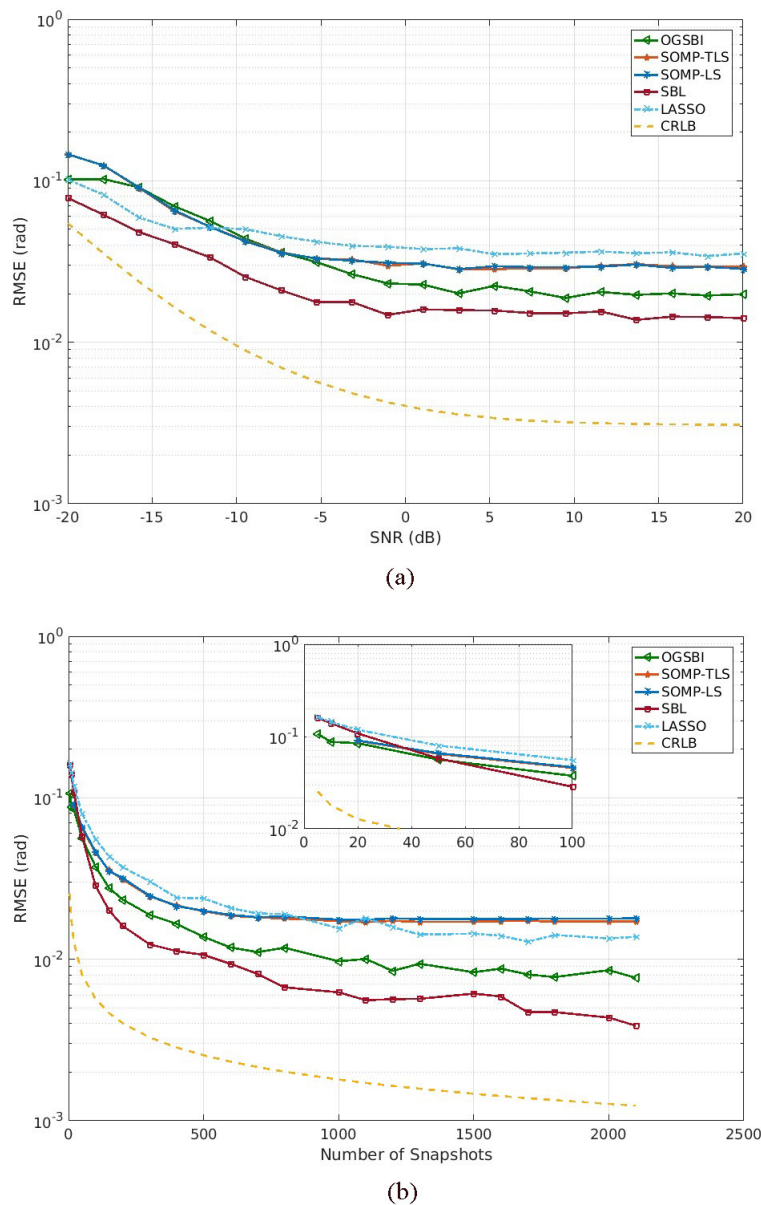 10^0
10^-1
10^-2
10^-3
RMSE (rad)
-20 -15 -10 -5 0 5 10 15 20
SNR (dB)
OGSBI
SOMP-TLS
SOMP-LS
SBL
LASSO
CRLB
(a)
10^0
10^-1
10^-2
10^-3
RMSE (rad)
0 500 1000 1500 2000 2500
Number of Snapshots
10^0
10^-1
10^-2
0 20 40 60 80 100
OGSBI
SOMP-TLS
SOMP-LS
SBL
LASSO
CRLB
(b)